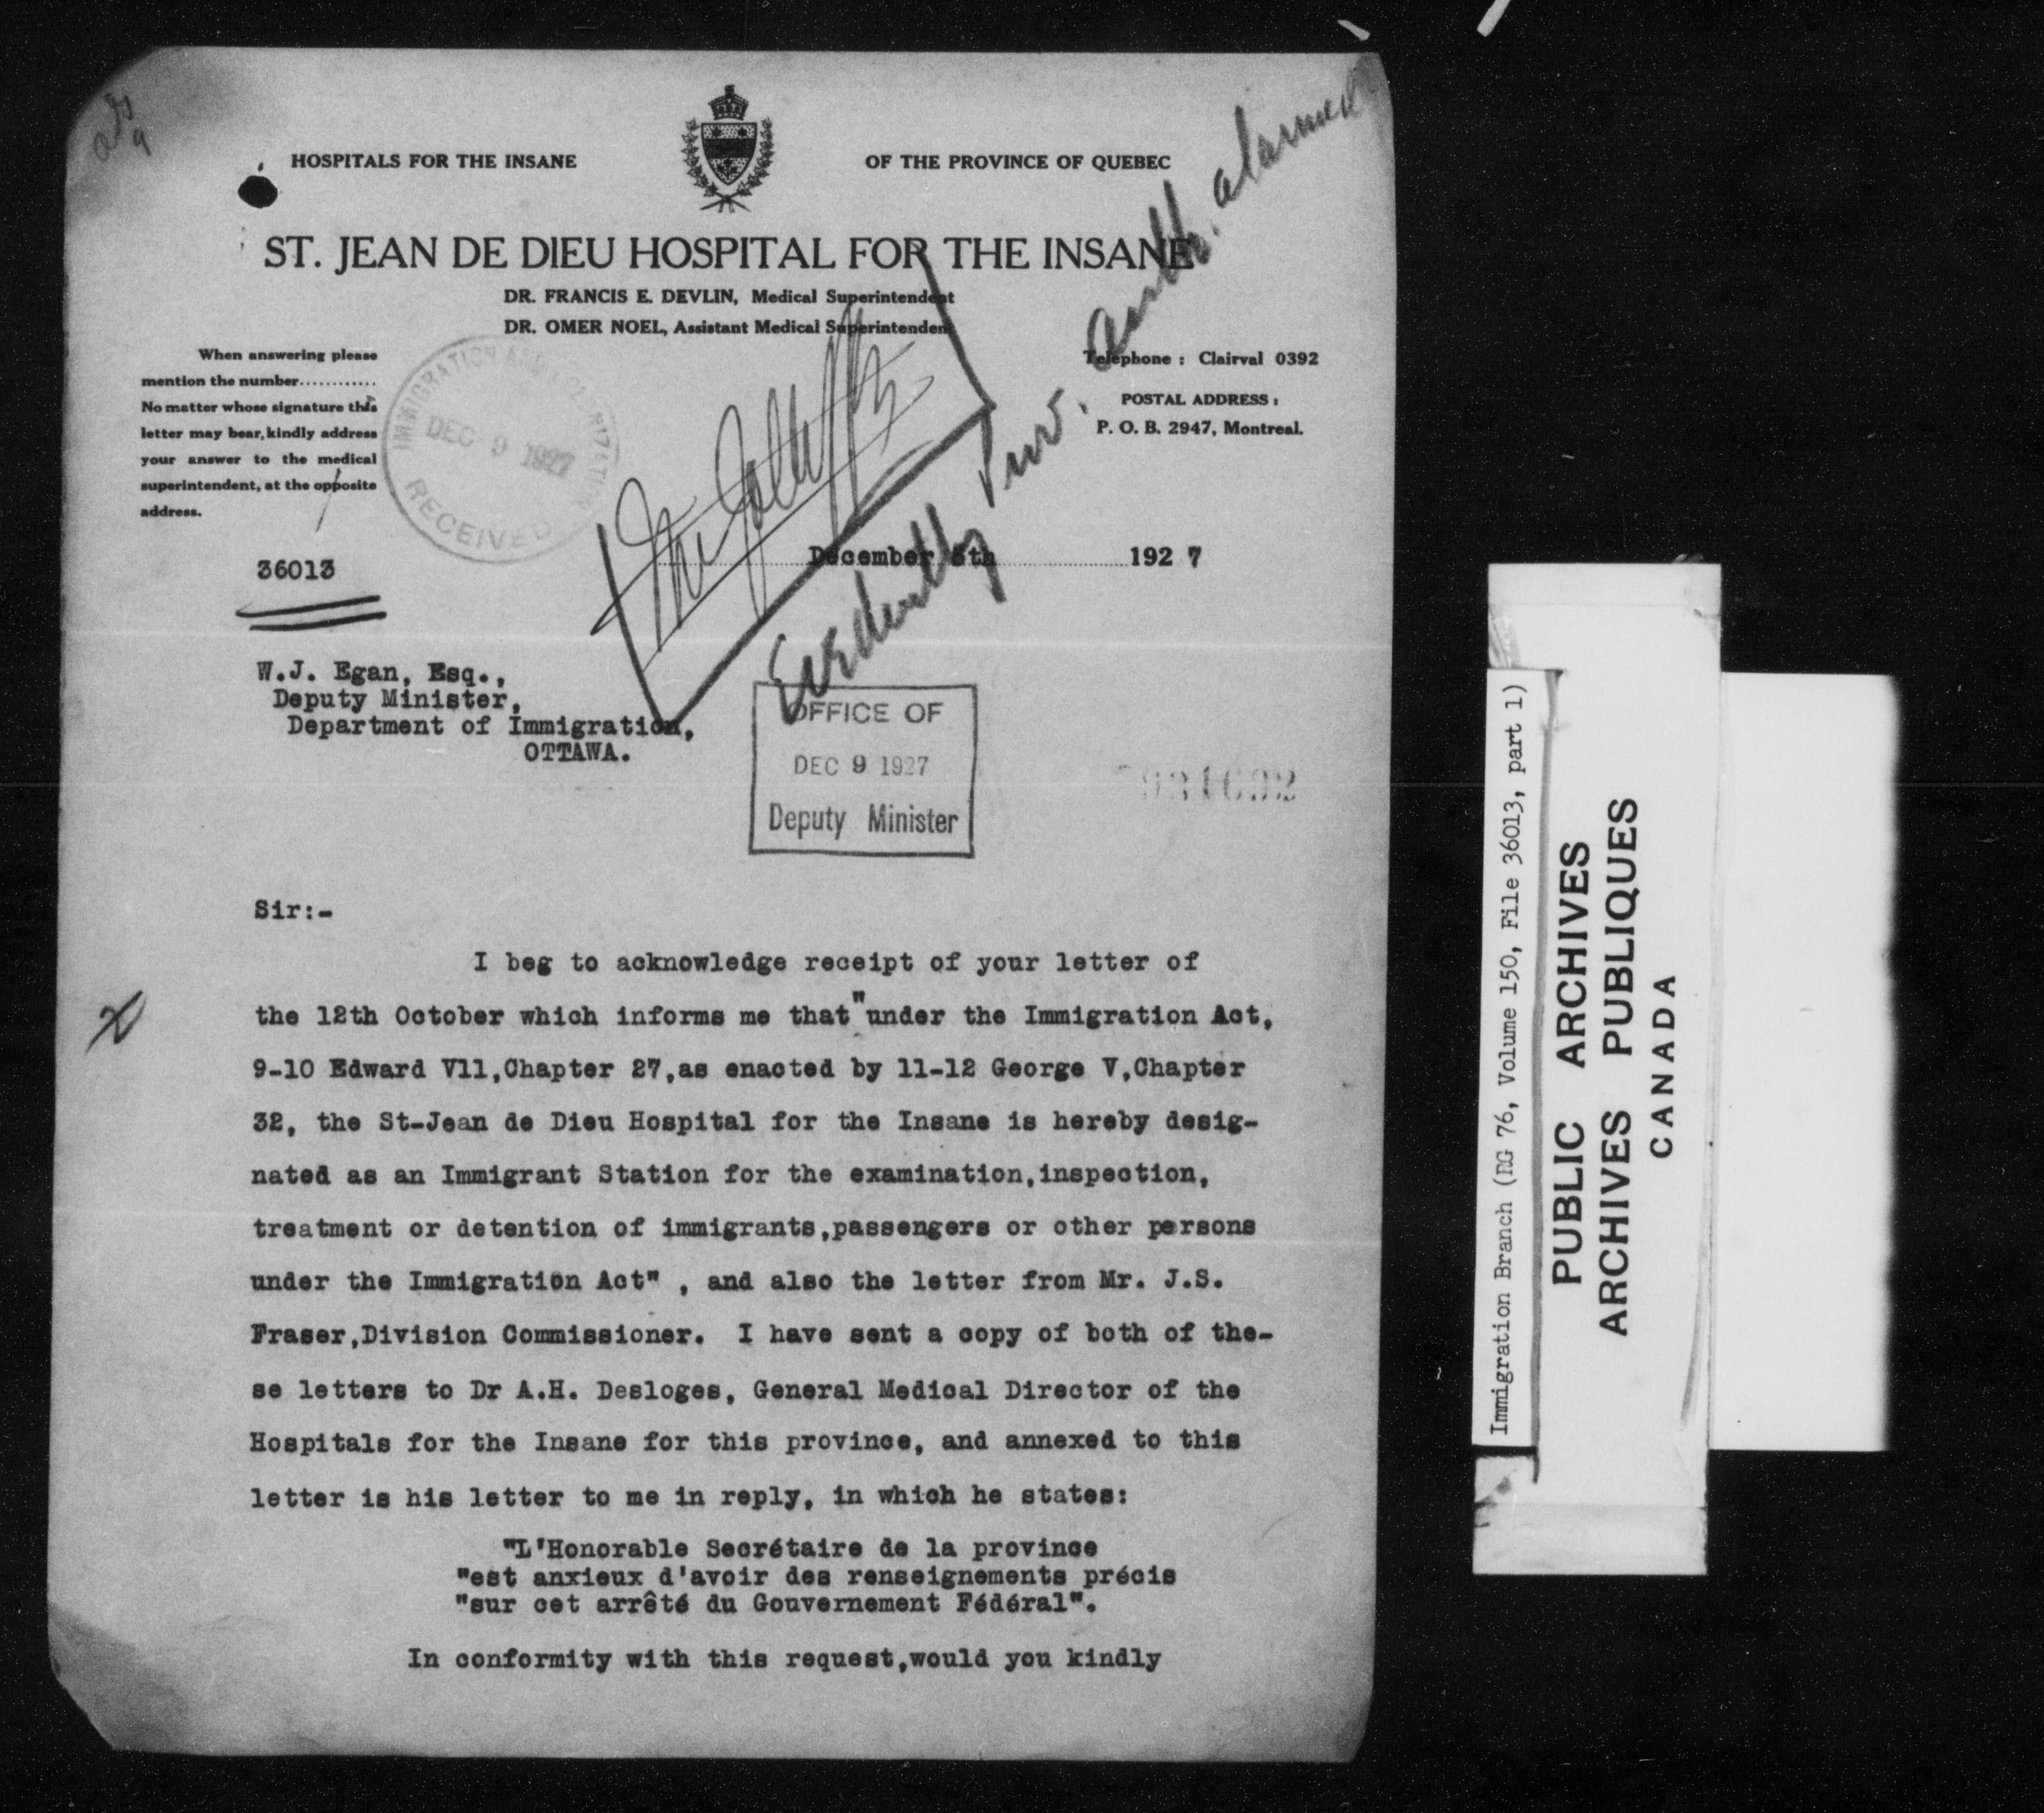 HOSPITALS FOR THE INSANE OF THE PROVINCE OF QUEBEC
ST. JEAN DE DIEU HOSPITAL FOR THE INSANE
DR. FRANCIS E. DEVLIN, Medical Superintendent
DR. OMER NOEL, Assistant Medical Superintendent
When answering please
mention the number............
No matter whose signature this
letter may bear, kindly address
your answer to the medical
superintendent, at the opposite
address.
IMMIGRATION AND COLONIZATION
DEC 9 1927
RECEIVED
Telephone : Clairval 0392
POSTAL ADDRESS :
P. O. B. 2947, Montreal.
Evidently Prov. auth. alarmed
Mr Jolliffe
36013
December 8th 1927
W.J. Egan, Esq.,
Deputy Minister,
Department of Immigration,
OTTAWA.
OFFICE OF
DEC 9 1927
Deputy Minister
Sir:-
I beg to acknowledge receipt of your letter of
the 12th October which informs me that "under the Immigration Act,
9-10 Edward V11,Chapter 27,as enacted by 11-12 George V,Chapter
32, the St-Jean de Dieu Hospital for the Insane is hereby desig-
nated as an Immigrant Station for the examination,inspection,
treatment or detention of immigrants,passengers or other persons
under the Immigration Act" , and also the letter from Mr. J.S.
Fraser,Division Commissioner. I have sent a copy of both of the-
se letters to Dr A.H. Desloges, General Medical Director of the
Hospitals for the Insane for this province, and annexed to this
letter is his letter to me in reply, in which he states:
"L'Honorable Secrétaire de la province
"est anxieux d'avoir des renseignements précis
"sur cet arrêté du Gouvernement Fédéral".
In conformity with this request,would you kindly
Immigration Branch (RG 76, Volume 150, File 36013, part 1)
PUBLIC ARCHIVES
ARCHIVES PUBLIQUES
CANADA